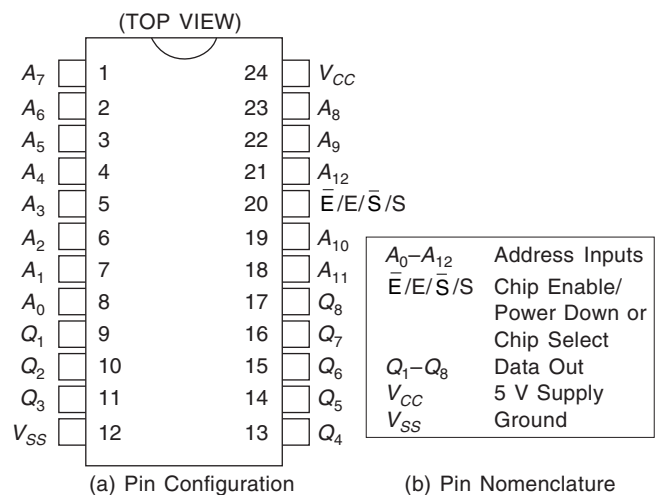 (TOP VIEW)
A7 1 24 VCC
A6 2 23 A8
A5 3 22 A9
A4 4 21 A12
A3 5 20 Ē/E/S̄/S
A2 6 19 A10
A1 7 18 A11
A0 8 17 Q8
Q1 9 16 Q7
Q2 10 15 Q6
Q3 11 14 Q5
VSS 12 13 Q4
(a) Pin Configuration
A0–A12 Address Inputs
Ē/E/S̄/S Chip Enable/
Power Down or
Chip Select
Q1–Q8 Data Out
VCC 5 V Supply
VSS Ground
(b) Pin Nomenclature